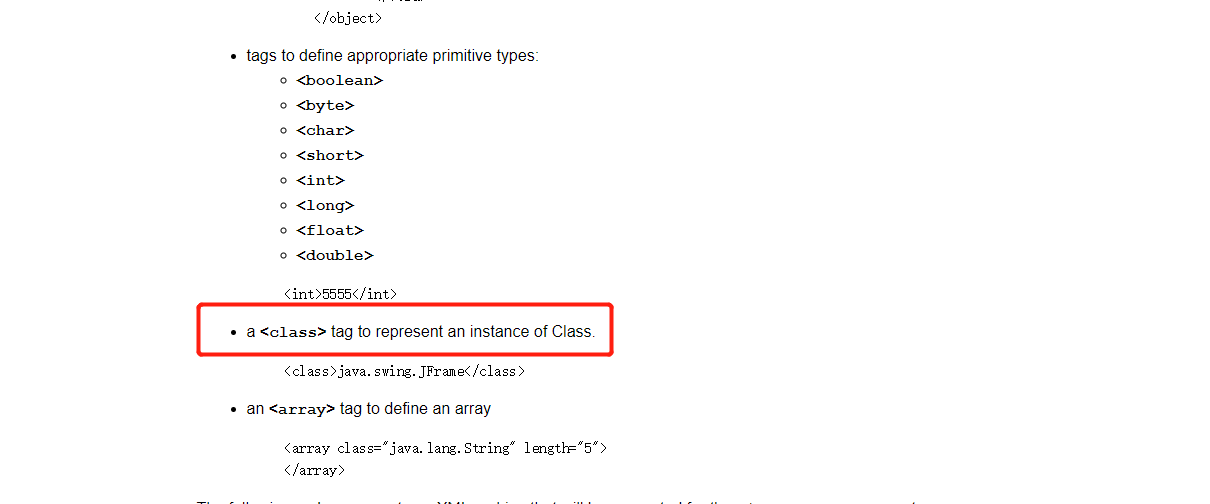 </object>
• tags to define appropriate primitive types:
○ <boolean>
○ <byte>
○ <char>
○ <short>
○ <int>
○ <long>
○ <float>
○ <double>
<int>5555</int>
• a <class> tag to represent an instance of Class.
<class>java.swing.JFrame</class>
• an <array> tag to define an array
<array class="java.lang.String" length="5">
</array>